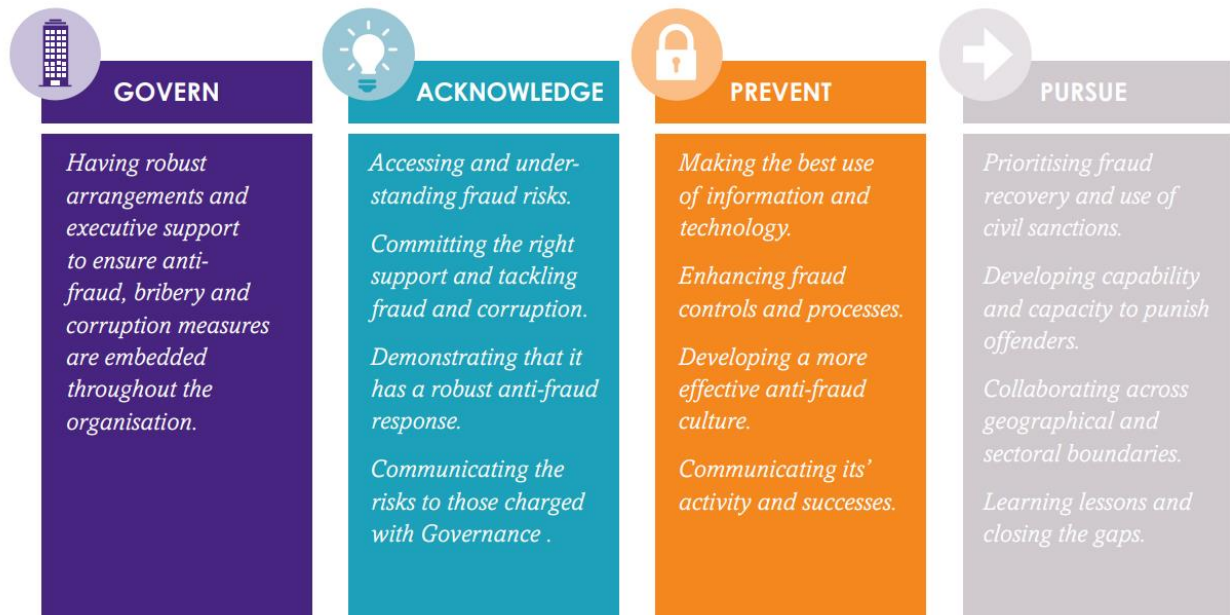 GOVERN
Having robust
arrangements and
executive support
to ensure anti-
fraud, bribery and
corruption measures
are embedded
throughout the
organisation.
ACKNOWLEDGE
Accessing and under-
standing fraud risks.
Committing the right
support and tackling
fraud and corruption.
Demonstrating that it
has a robust anti-fraud
response.
Communicating the
risks to those charged
with Governance .
PREVENT
Making the best use
of information and
technology.
Enhancing fraud
controls and processes.
Developing a more
effective anti-fraud
culture.
Communicating its’
activity and successes.
PURSUE
Prioritising fraud
recovery and use of
civil sanctions.
Developing capability
and capacity to punish
offenders.
Collaborating across
geographical and
sectoral boundaries.
Learning lessons and
closing the gaps.